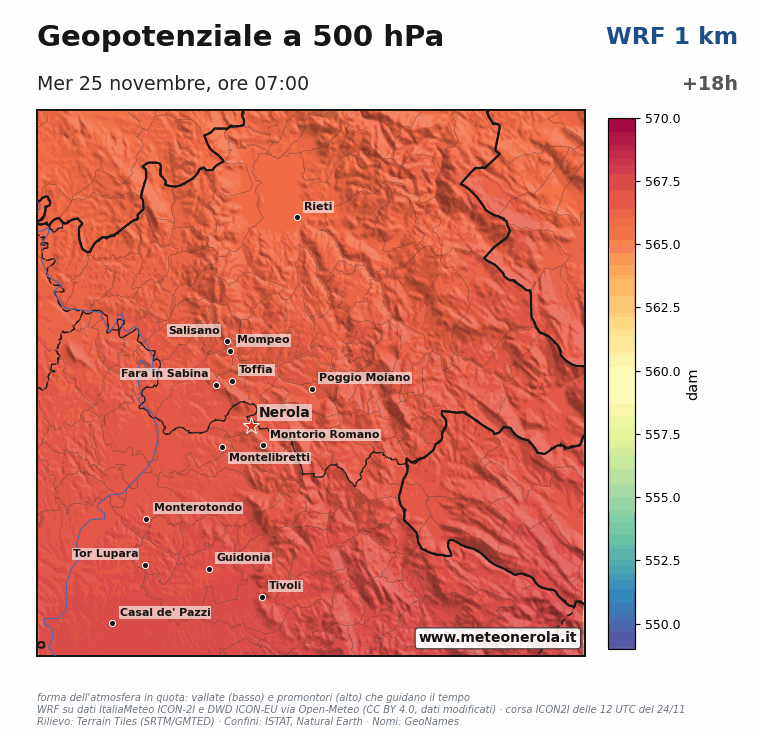 Geopotenziale a 500 hPa
WRF 1 km
Mer 25 novembre, ore 07:00
+18h
Rieti
Salisano
Mompeo
Toffia
Fara in Sabina
Poggio Moiano
Nerola
Montorio Romano
Montelibretti
Monterotondo
Tor Lupara
Guidonia
Tivoli
Casal de' Pazzi
www.meteonerola.it
570.0
567.5
565.0
562.5
560.0
557.5
555.0
552.5
550.0
dam
forma dell'atmosfera in quota: vallate (basso) e promontori (alto) che guidano il tempo
WRF su dati ItaliaMeteo ICON-2I e DWD ICON-EU via Open-Meteo (CC BY 4.0, dati modificati) · corsa ICON2I delle 12 UTC del 24/11
Rilievo: Terrain Tiles (SRTM/GMTED) · Confini: ISTAT, Natural Earth · Nomi: GeoNames